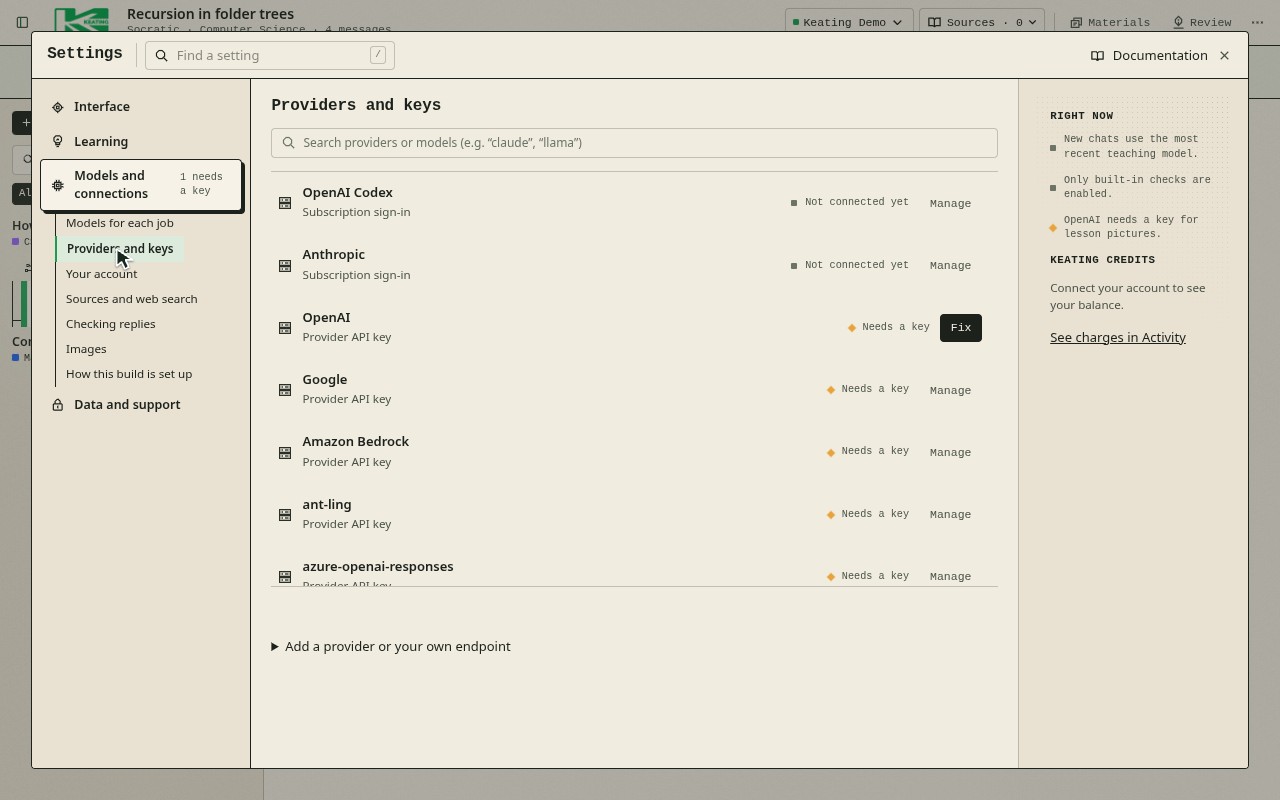 Recursion in folder trees
KEATING
Socratic · Computer Science · 4 messages
Keating Demo
Sources · 0
Materials
Review
Settings
Find a setting
/
Documentation
Interface
Learning
Models and connections
1 needs a key
Models for each job
Providers and keys
Your account
Sources and web search
Checking replies
Images
How this build is set up
Data and support
Providers and keys
Search providers or models (e.g. “claude”, “llama”)
OpenAI Codex
Subscription sign-in
Not connected yet
Manage
Anthropic
Subscription sign-in
Not connected yet
Manage
OpenAI
Provider API key
Needs a key
Fix
Google
Provider API key
Needs a key
Manage
Amazon Bedrock
Provider API key
Needs a key
Manage
ant-ling
Provider API key
Needs a key
Manage
azure-openai-responses
Provider API key
Needs a key
Manage
Add a provider or your own endpoint
RIGHT NOW
New chats use the most
recent teaching model.
Only built-in checks are
enabled.
OpenAI needs a key for
lesson pictures.
KEATING CREDITS
Connect your account to see
your balance.
See charges in Activity